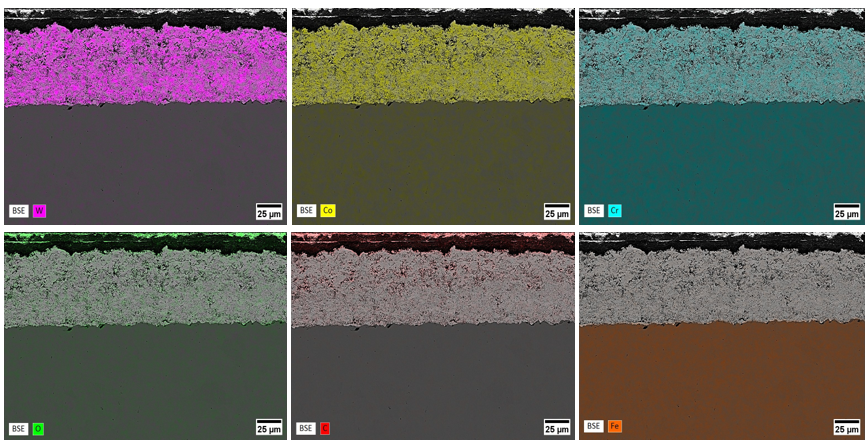 BSE W 25 µm
BSE Co 25 µm
BSE Cr 25 µm
BSE O 25 µm
BSE C 25 µm
BSE Fe 25 µm